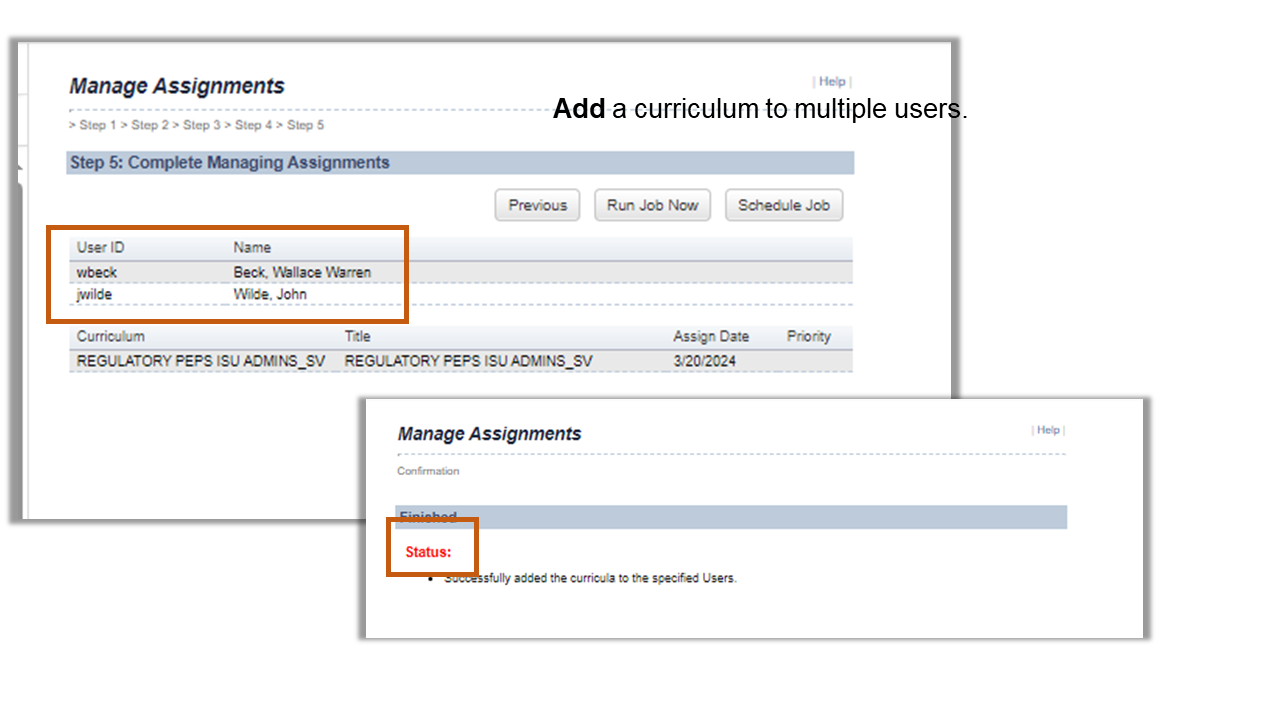 Manage Assignments
| Help |
Add a curriculum to multiple users.
> Step 1 > Step 2 > Step 3 > Step 4 > Step 5
Step 5: Complete Managing Assignments
Previous Run Job Now Schedule Job
User ID Name
wbeck Beck, Wallace Warren
jwilde Wilde, John
Curriculum Title Assign Date Priority
REGULATORY PEPS ISU ADMINS_SV REGULATORY PEPS ISU ADMINS_SV 3/20/2024
Manage Assignments
| Help |
Confirmation
Finished
Status:
• Successfully added the curricula to the specified Users.